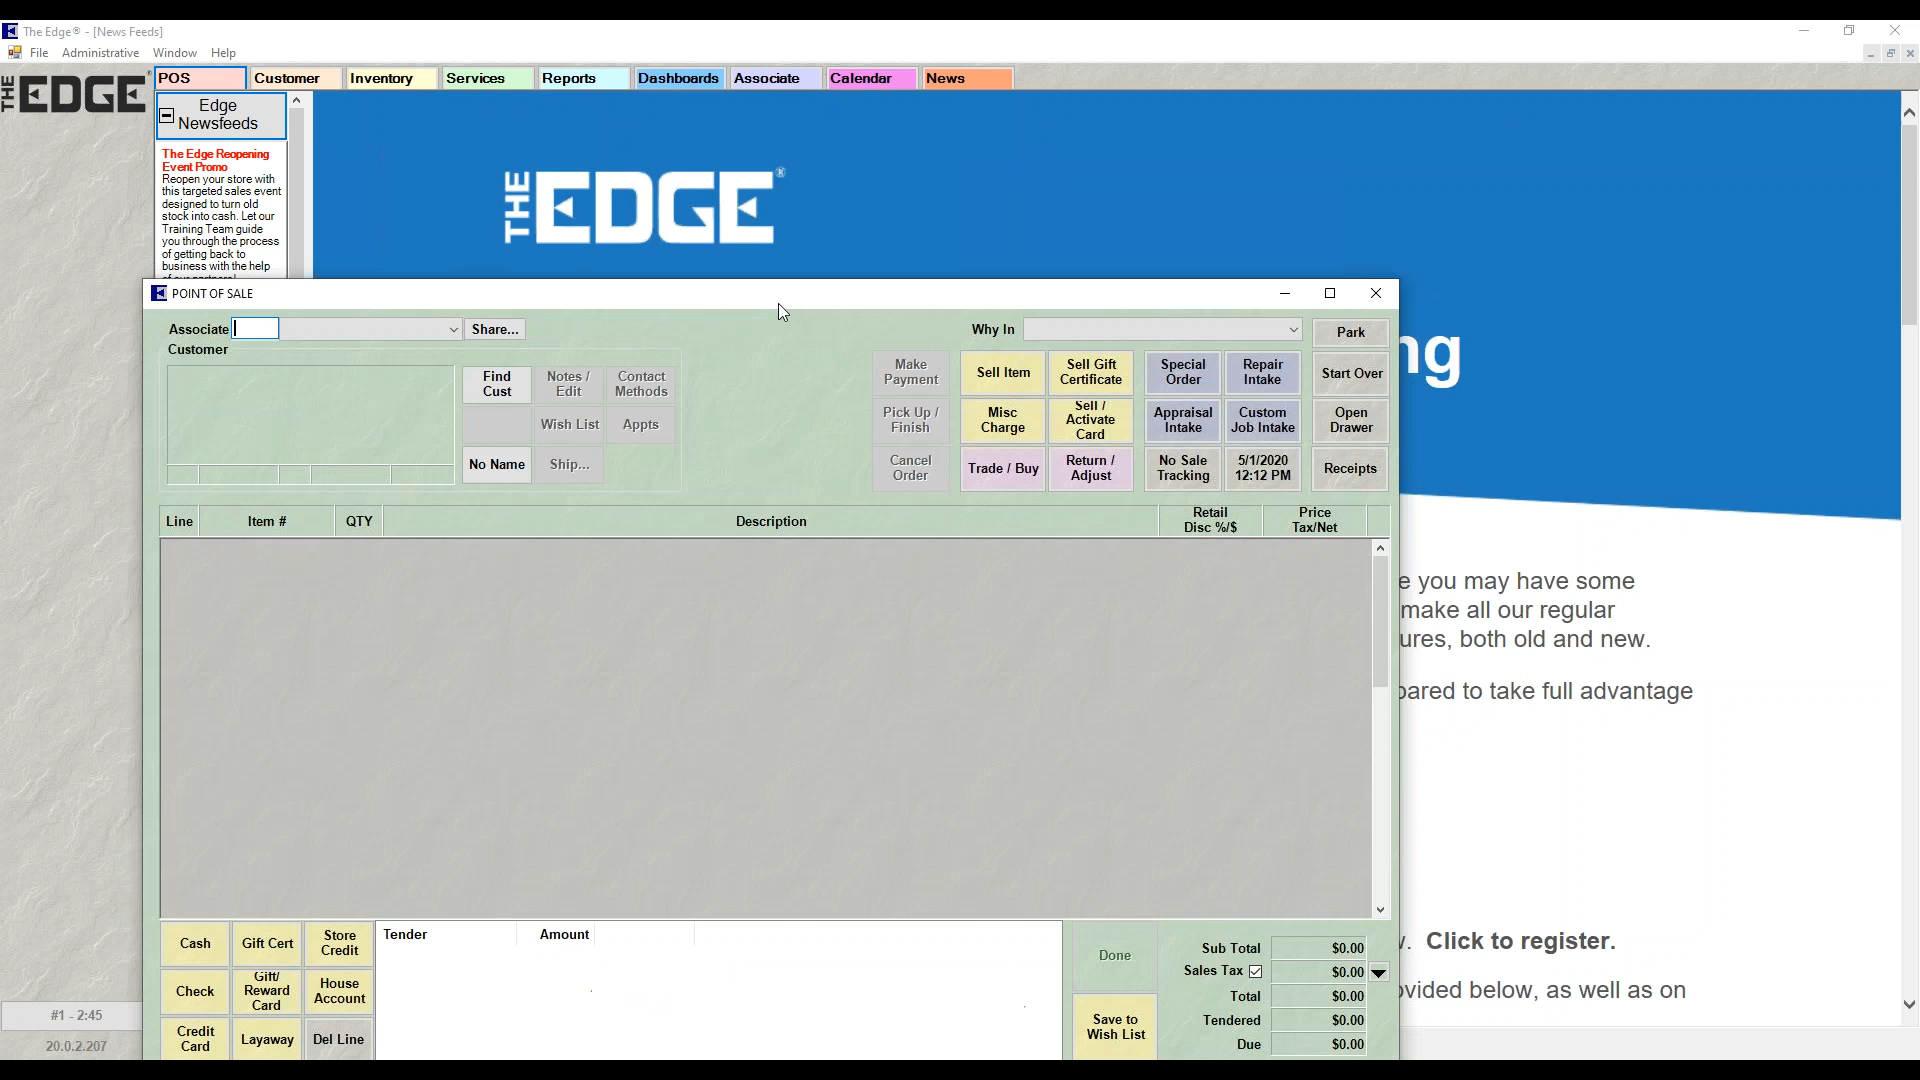 The Edge® - [News Feeds]
File Administrative Window Help
THE EDGE
POS Customer Inventory Services Reports Dashboards Associate Calendar News
Edge
Newsfeeds
The Edge Reopening
Event Promo
Reopen your store with
this targeted sales event
designed to turn old
stock into cash. Let our
Training Team guide
you through the process
of getting back to
business with the help
THE EDGE®
POINT OF SALE
Associate Share... Why In Park
Customer
Find
Cust
Notes /
Edit
Contact
Methods
Wish List Appts
No Name Ship...
Make
Payment
Sell Item
Sell Gift
Certificate
Special
Order
Repair
Intake
Start Over
Pick Up /
Finish
Misc
Charge
Sell /
Activate
Card
Appraisal
Intake
Custom
Job Intake
Open
Drawer
Cancel
Order
Trade / Buy
Return /
Adjust
No Sale
Tracking
5/1/2020
12:12 PM
Receipts
Line Item # QTY Description
Retail
Disc %/$
Price
Tax/Net
ng
e you may have some
make all our regular
ures, both old and new.
pared to take full advantage
Click to register.
ovided below, as well as on
Cash Gift Cert
Store
Credit
Check
Gift/
Reward
Card
House
Account
Credit
Card
Layaway Del Line
Tender Amount
Done
Save to
Wish List
Sub Total $0.00
Sales Tax $0.00
Total $0.00
Tendered $0.00
Due $0.00
#1 - 2:45
20.0.2.207